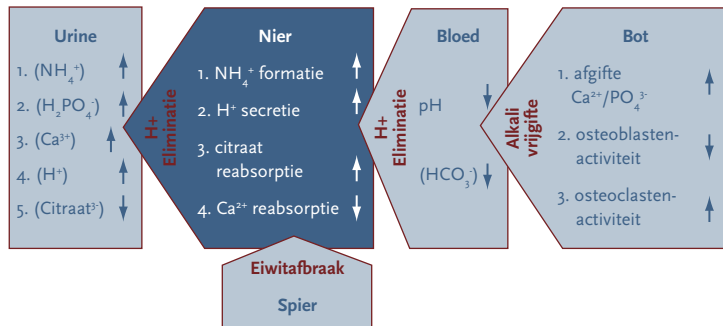 Urine
1. (NH₄⁺)
2. (H₂PO₄⁻)
3. (Ca³⁺)
4. (H⁺)
5. (Citraat³⁻)
H+
Eliminatie
Nier
1. NH₄⁺ formatie
2. H⁺ secretie
3. citraat
reabsorptie
4. Ca²⁺ reabsorptie
H+
Eliminatie
Bloed
pH
(HCO₃⁻)
Alkali
vrijgifte
Bot
1. afgifte
Ca²⁺/PO₄³⁻
2. osteoblasten-
activiteit
3. osteoclasten-
activiteit
Eiwitafbraak
Spier